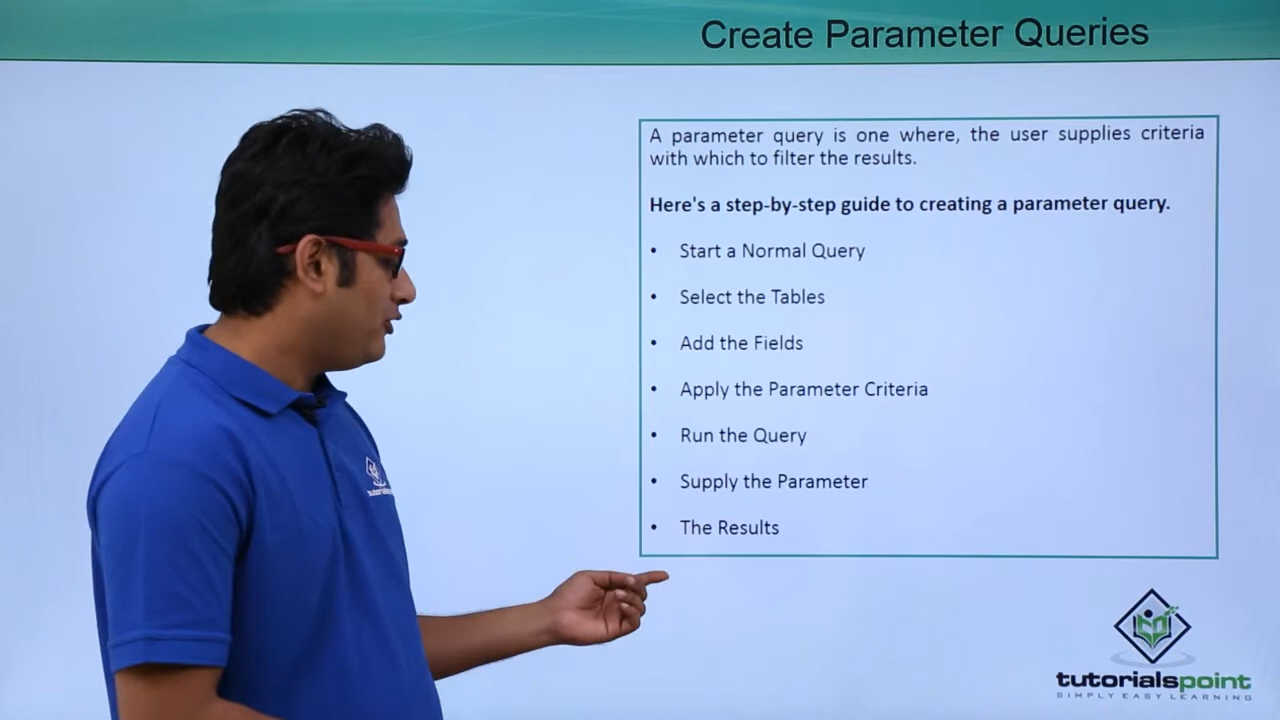 Create Parameter Queries
A parameter query is one where, the user supplies criteria
with which to filter the results.
Here's a step-by-step guide to creating a parameter query.
• Start a Normal Query
• Select the Tables
• Add the Fields
• Apply the Parameter Criteria
• Run the Query
• Supply the Parameter
• The Results
tutorialspoint
SIMPLY EASY LEARNING